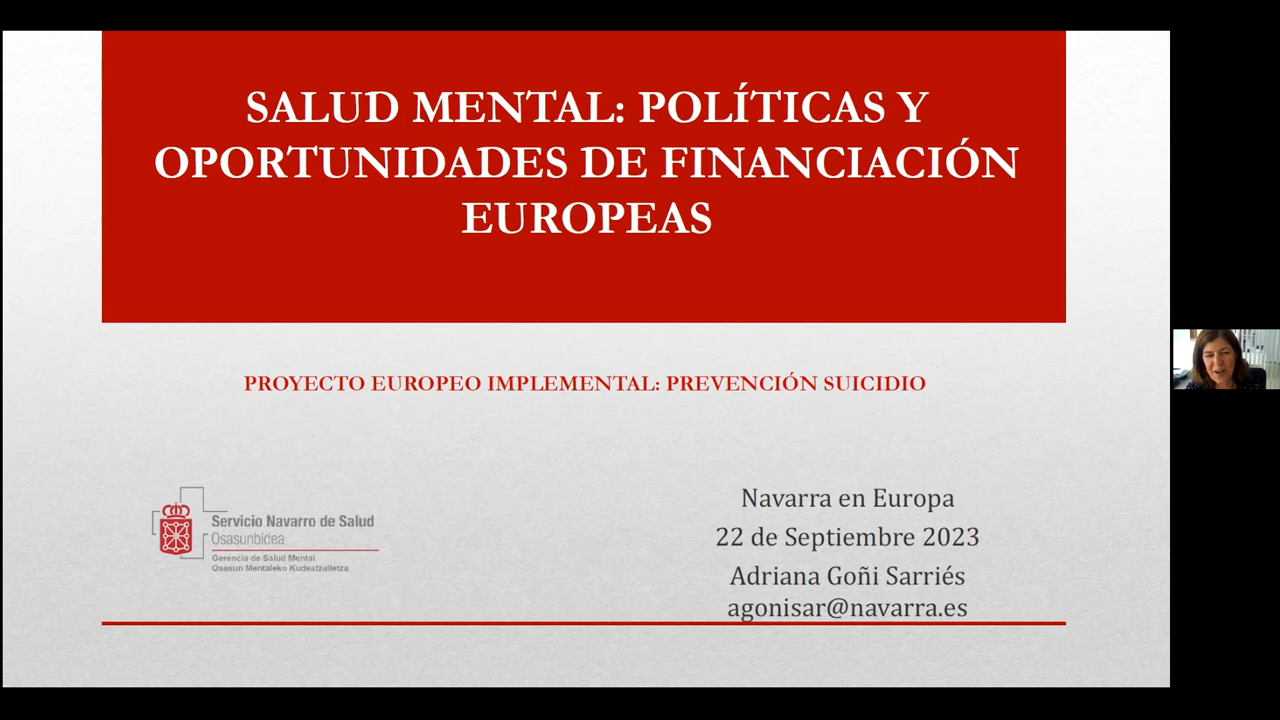 SALUD MENTAL: POLÍTICAS Y
OPORTUNIDADES DE FINANCIACIÓN
EUROPEAS
PROYECTO EUROPEO IMPLEMENTAL: PREVENCIÓN SUICIDIO
Servicio Navarro de Salud
Osasunbidea
Gerencia de Salud Mental
Osasun Mentaleko Kudeatzailetza
Navarra en Europa
22 de Septiembre 2023
Adriana Goñi Sarriés
agonisar@navarra.es